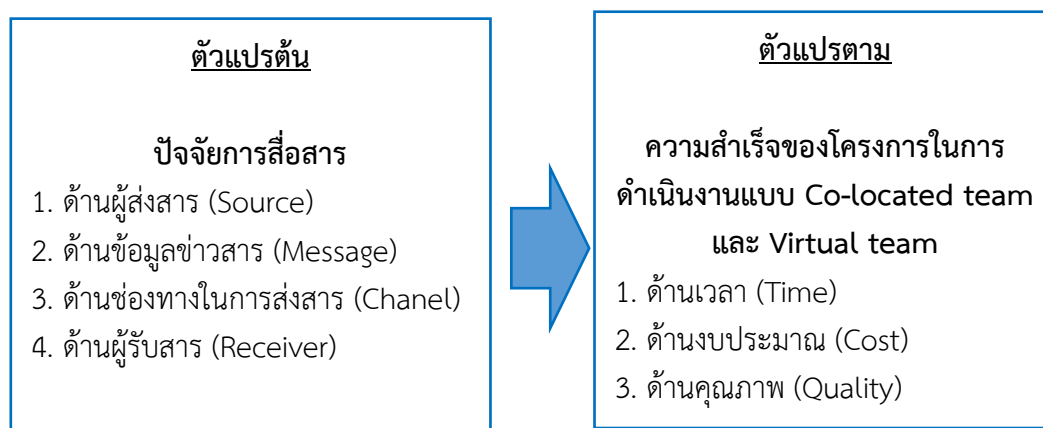 ตัวแปรต้น
ปัจจัยการสื่อสาร
1. ด้านผู้ส่งสาร (Source)
2. ด้านข้อมูลข่าวสาร (Message)
3. ด้านช่องทางในการส่งสาร (Chanel)
4. ด้านผู้รับสาร (Receiver)
ตัวแปรตาม
ความสำเร็จของโครงการในการ
ดำเนินงานแบบ Co-located team
และ Virtual team
1. ด้านเวลา (Time)
2. ด้านงบประมาณ (Cost)
3. ด้านคุณภาพ (Quality)